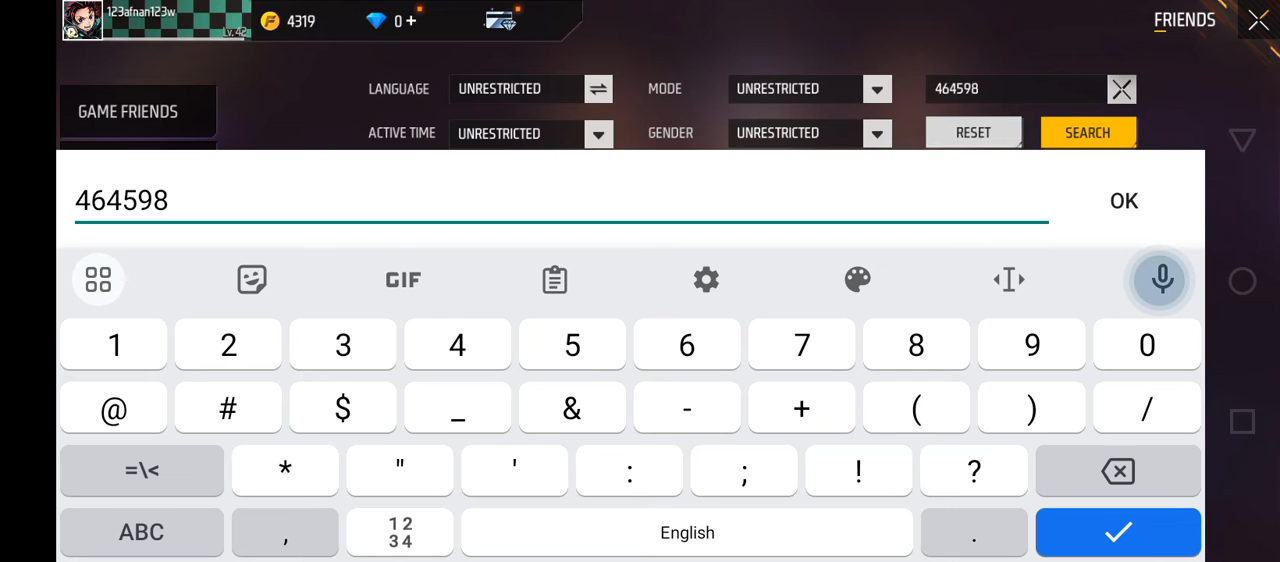 123afnan123w
Lv. 42
4319
0 +
FRIENDS
GAME FRIENDS
LANGUAGE UNRESTRICTED MODE UNRESTRICTED 464598
ACTIVE TIME UNRESTRICTED GENDER UNRESTRICTED RESET SEARCH
464598 OK
GIF
1 2 3 4 5 6 7 8 9 0
@ # $ _ & - + ( ) /
=\< * " ' : ; ! ?
ABC , 12 34 English .